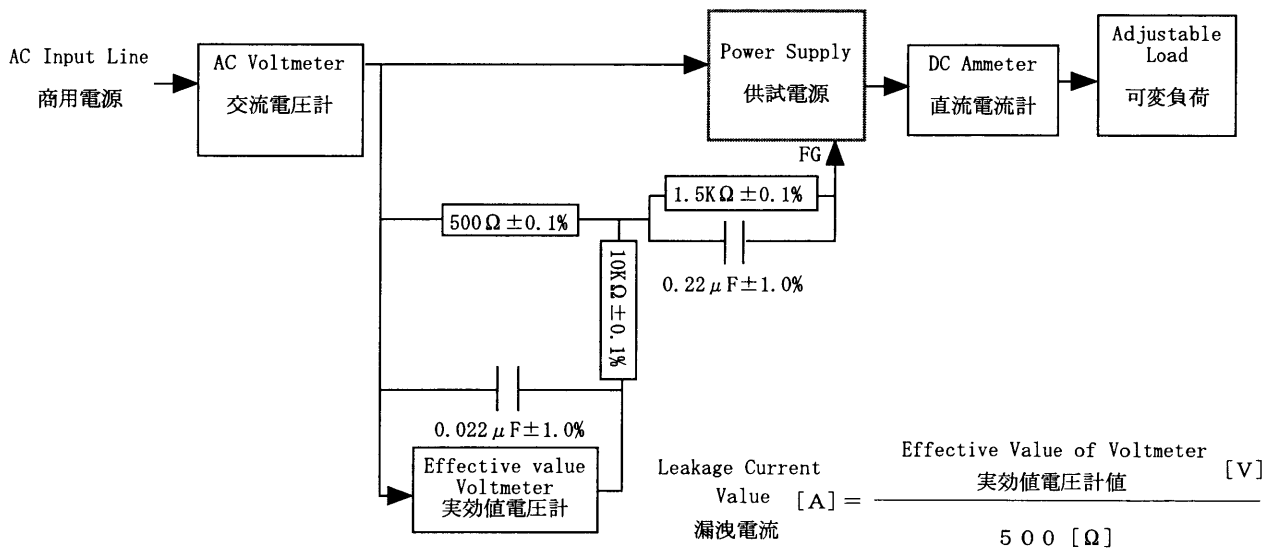 AC Input Line
商用電源
AC Voltmeter
交流電圧計
Power Supply
供試電源
FG
DC Ammeter
直流電流計
Adjustable
Load
可変負荷
500Ω±0.1%
1.5KΩ±0.1%
0.22μF±1.0%
10KΩ±0.1%
0.022μF±1.0%
Effective value
Voltmeter
実効値電圧計
Leakage Current
Value [A]=
漏洩電流
Effective Value of Voltmeter
実効値電圧計値 [V]
500 [Ω]